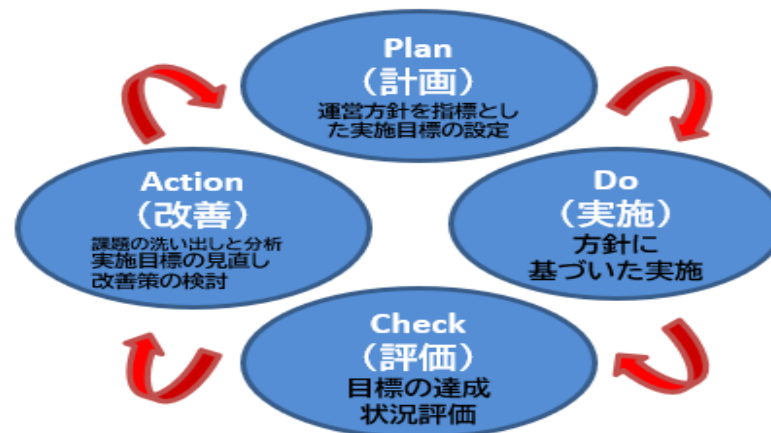 Plan
（計画）
運営方針を指標とし
た実施目標の設定
Do
（実施）
方針に
基づいた実施
Check
（評価）
目標の達成
状況評価
Action
（改善）
課題の洗い出しと分析
実施目標の見直し
改善策の検討